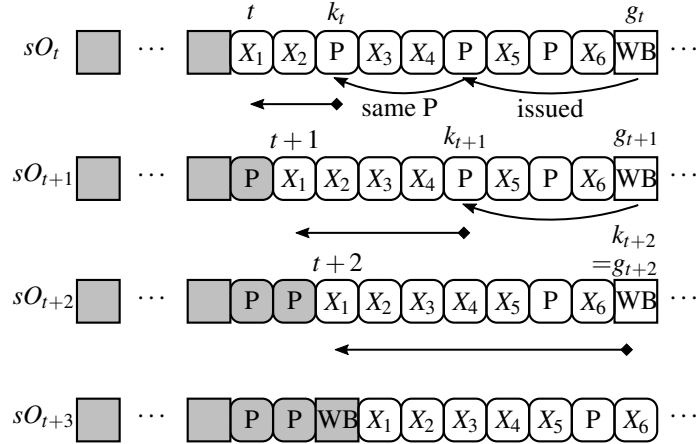 t k_t g_t
sO_t ··· X_1 X_2 P X_3 X_4 P X_5 P X_6 WB ···
same P issued
t+1 k_{t+1} g_{t+1}
sO_{t+1} ··· P X_1 X_2 X_3 X_4 P X_5 P X_6 WB ···
k_{t+2}
t+2 =g_{t+2}
sO_{t+2} ··· P P X_1 X_2 X_3 X_4 X_5 P X_6 WB ···
sO_{t+3} ··· P P WB X_1 X_2 X_3 X_4 X_5 P X_6 ···